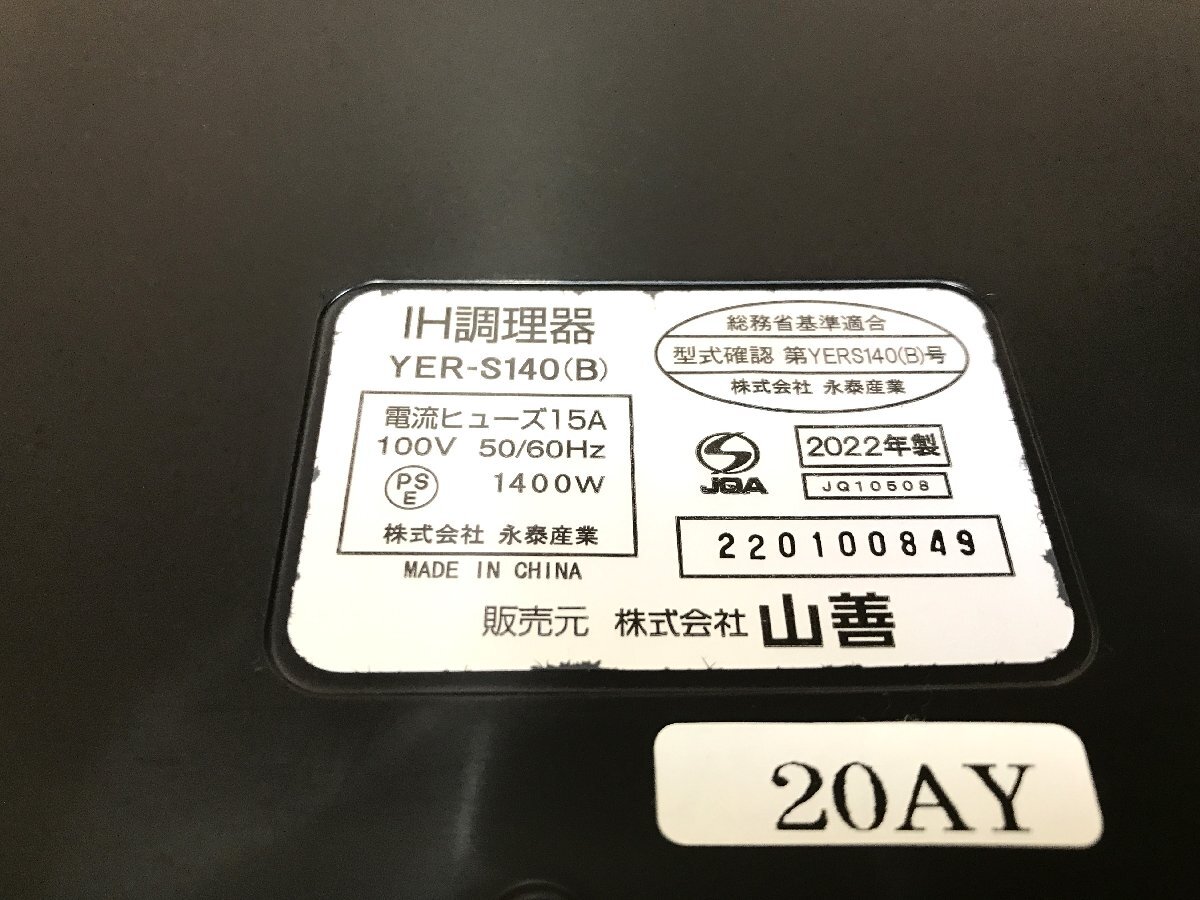 IH調理器
YER-S140(B)
電流ヒューズ15A
100V 50/60Hz
PS
E
1400W
株式会社 永泰産業
MADE IN CHINA
総務省基準適合
型式確認 第YERS140(B)号
株式会社 永泰産業
JQA
2022年製
JQ10508
220100849
販売元 株式会社 山善
20AY